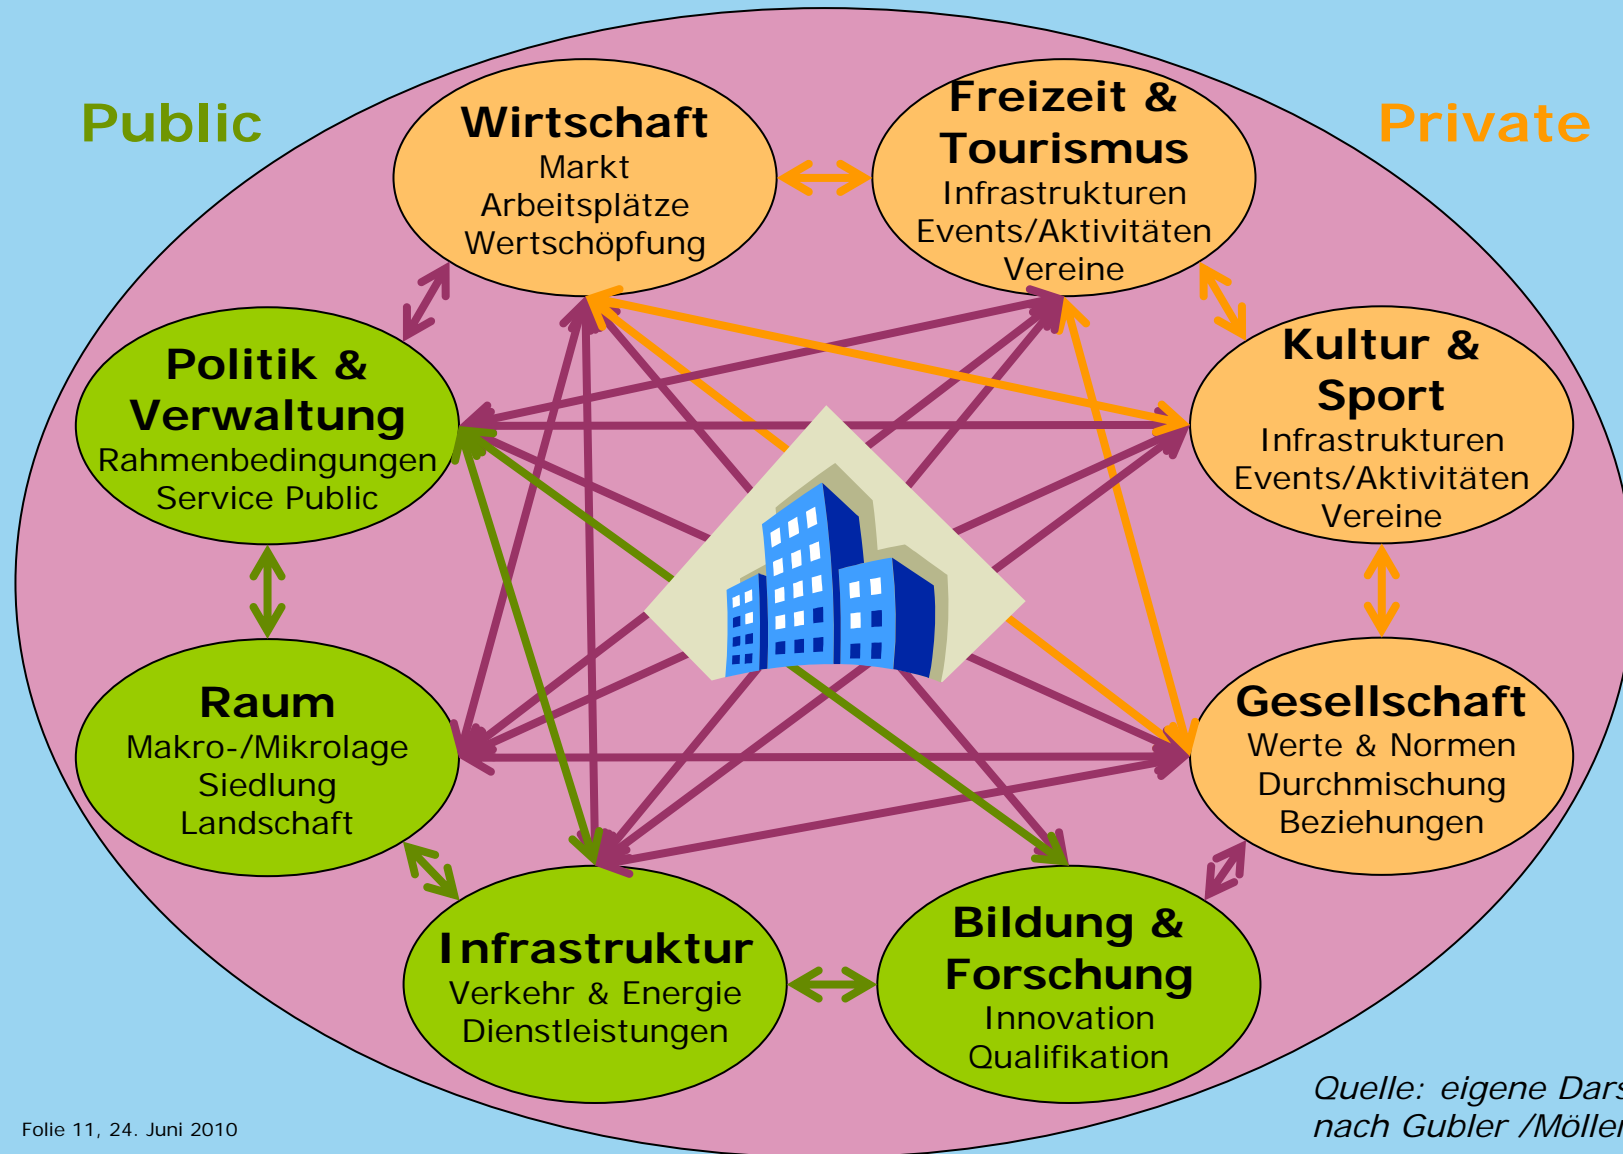 Public
Private
Wirtschaft
Markt
Arbeitsplätze
Wertschöpfung
Freizeit &
Tourismus
Infrastrukturen
Events/Aktivitäten
Vereine
Politik &
Verwaltung
Rahmenbedingungen
Service Public
Kultur &
Sport
Infrastrukturen
Events/Aktivitäten
Vereine
Raum
Makro-/Mikrolage
Siedlung
Landschaft
Gesellschaft
Werte & Normen
Durchmischung
Beziehungen
Infrastruktur
Verkehr & Energie
Dienstleistungen
Bildung &
Forschung
Innovation
Qualifikation
Quelle: eigene
nach Gubler /Möller
Folie 11, 24. Juni 2010